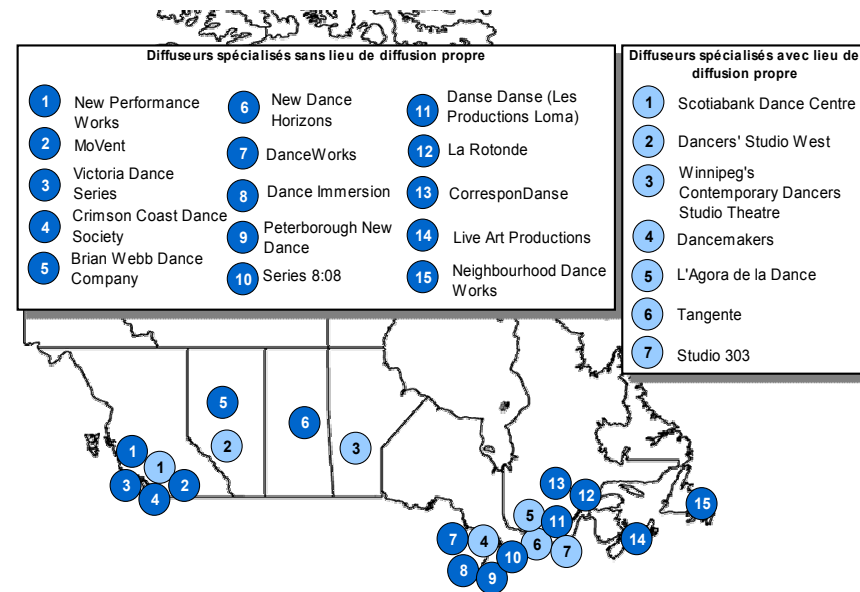 Diffuseurs spécialisés sans lieu de diffusion propre
1 New Performance
Works
2 MoVent
3 Victoria Dance
Series
4 Crimson Coast Dance
Society
5 Brian Webb Dance
Company
6 New Dance
Horizons
7 DanceWorks
8 Dance Immersion
9 Peterborough New
Dance
10 Series 8:08
11 Danse Danse (Les
Productions Loma)
12 La Rotonde
13 CorresponDanse
14 Live Art Productions
15 Neighbourhood Dance
Works
Diffuseurs spécialisés avec lieu de
diffusion propre
1 Scotiabank Dance Centre
2 Dancers' Studio West
3 Winnipeg's
Contemporary Dancers
Studio Theatre
4 Dancemakers
5 L'Agora de la Dance
6 Tangente
7 Studio 303
5
6
2
3
1
1
3
2
4
13
12
15
5
11
7
4
10
6
7
14
8
9